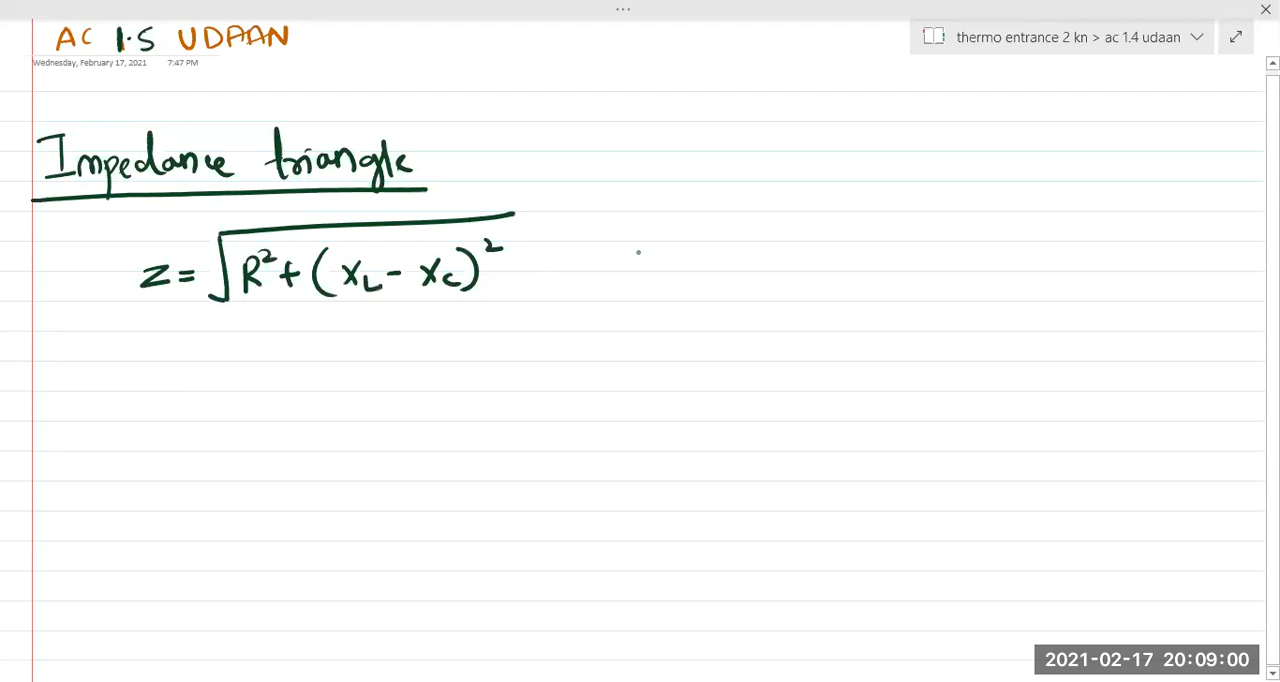 AC 1.5 UDAAN
thermo entrance 2 kn > ac 1.4 udaan
Wednesday, February 17, 2021 7:47 PM
Impedance triangle
Z = √R² + (XL - XC)²
2021-02-17 20:09:00